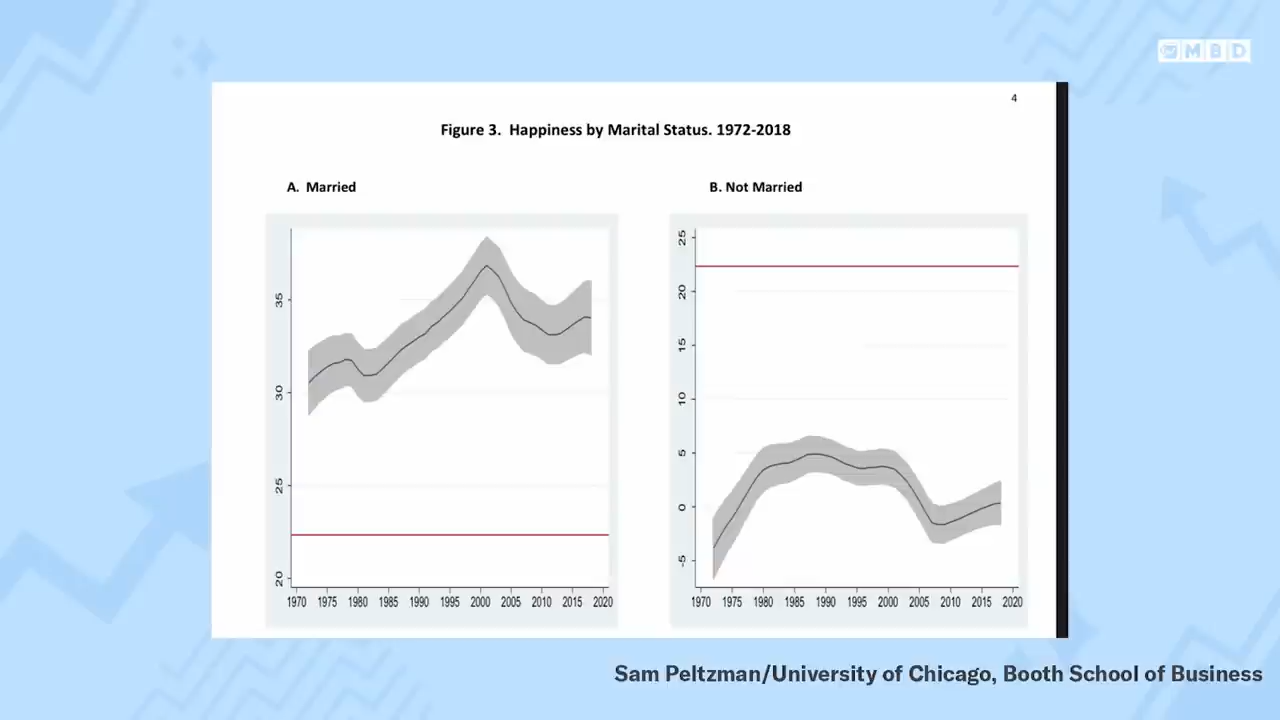 MBD
4
Figure 3. Happiness by Marital Status. 1972-2018
A. Married
B. Not Married
35
30
25
20
1970 1975 1980 1985 1990 1995 2000 2005 2010 2015 2020
25
20
15
10
5
0
-5
1970 1975 1980 1985 1990 1995 2000 2005 2010 2015 2020
Sam Peltzman/University of Chicago, Booth School of Business